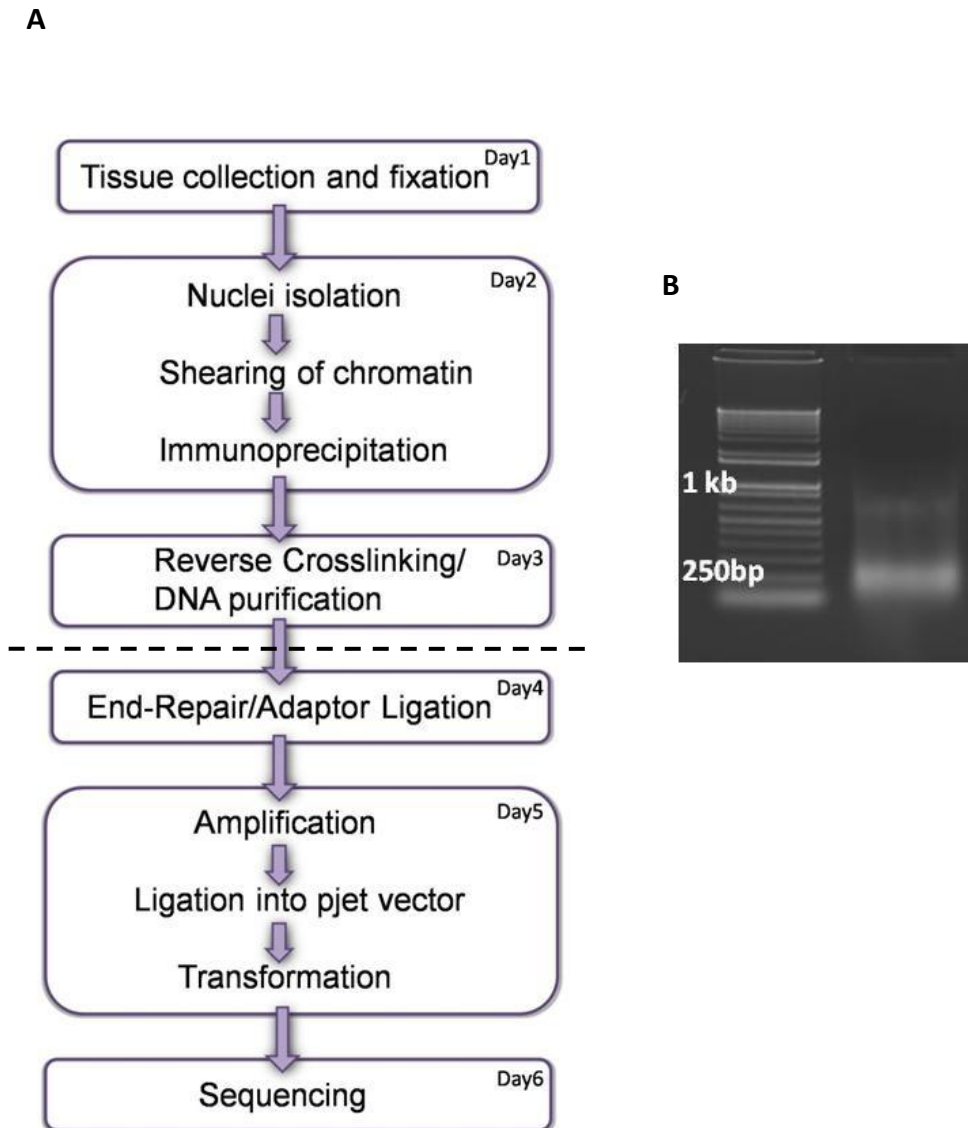 A
Day1
Tissue collection and fixation
Day2
Nuclei isolation
Shearing of chromatin
Immunoprecipitation
Day3
Reverse Crosslinking/
DNA purification
Day4
End-Repair/Adaptor Ligation
Day5
Amplification
Ligation into pjet vector
Transformation
Day6
Sequencing
B
1 kb
250bp